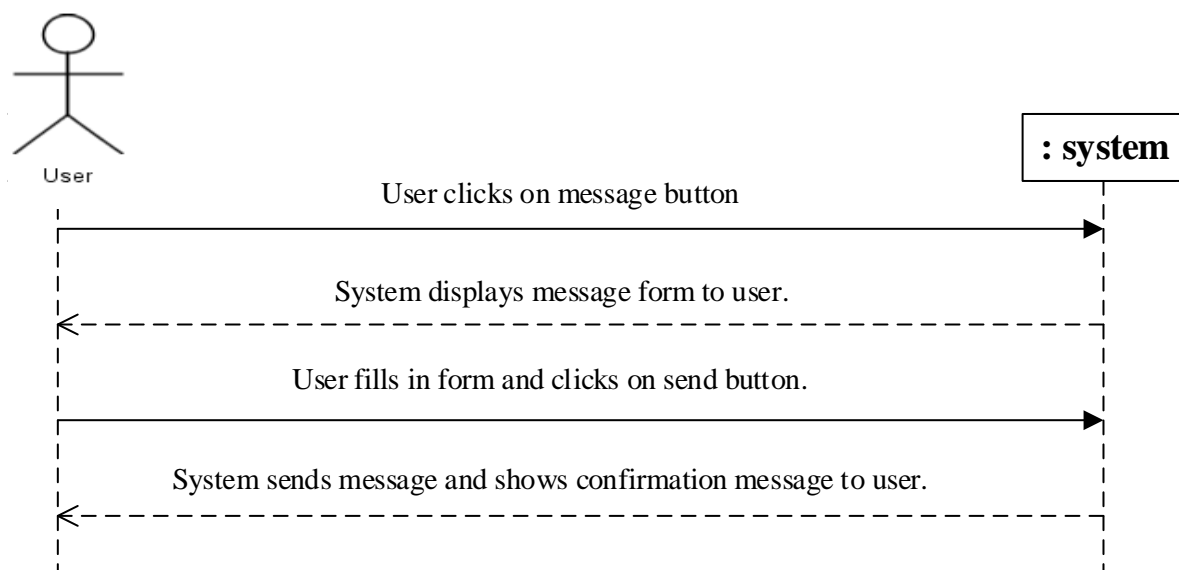 User
: system
User clicks on message button
System displays message form to user.
User fills in form and clicks on send button.
System sends message and shows confirmation message to user.